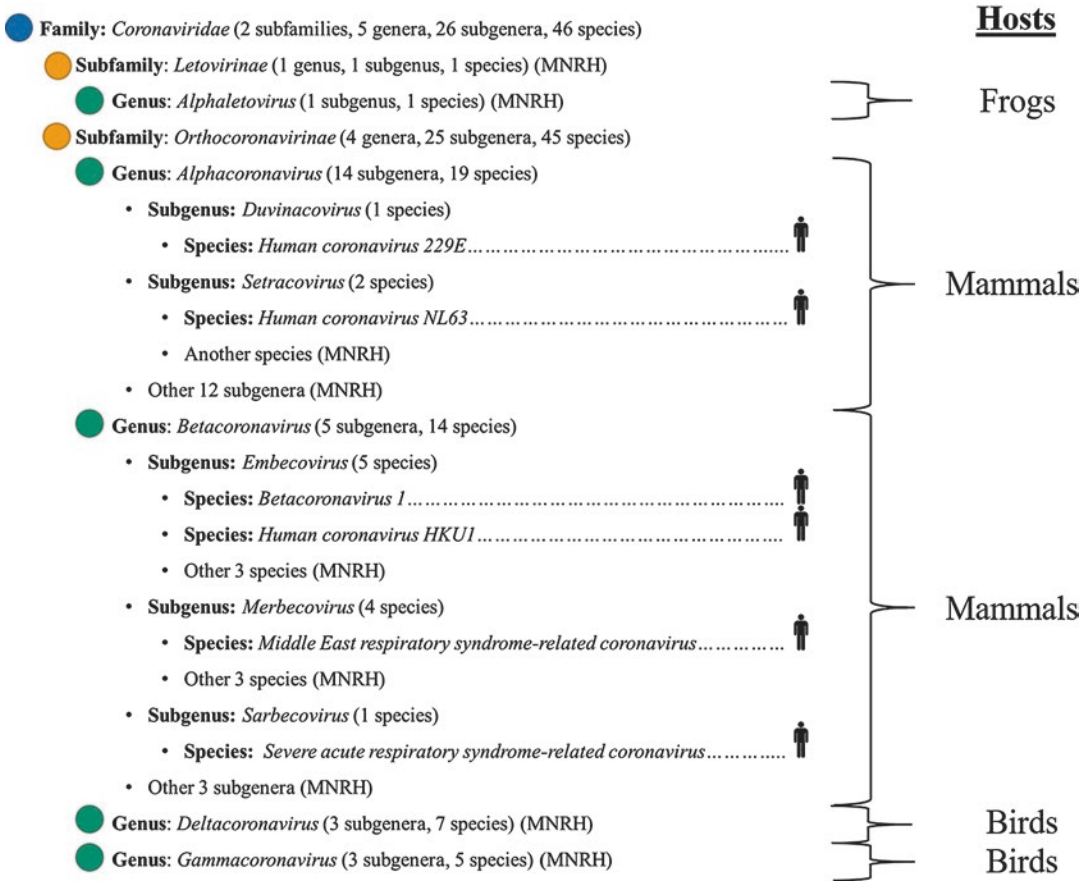 Hosts
Family: Coronaviridae (2 subfamilies, 5 genera, 26 subgenera, 46 species)
Subfamily: Letovirinae (1 genus, 1 subgenus, 1 species) (MNRH)
Genus: Alphaletovirus (1 subgenus, 1 species) (MNRH)
Frogs
Subfamily: Orthocoronavirinae (4 genera, 25 subgenera, 45 species)
Genus: Alphacoronavirus (14 subgenera, 19 species)
• Subgenus: Duvinacovirus (1 species)
• Species: Human coronavirus 229E
• Subgenus: Setracovirus (2 species)
Mammals
• Species: Human coronavirus NL63
• Another species (MNRH)
• Other 12 subgenera (MNRH)
Genus: Betacoronavirus (5 subgenera, 14 species)
• Subgenus: Embecovirus (5 species)
• Species: Betacoronavirus 1
• Species: Human coronavirus HKU1
• Other 3 species (MNRH)
• Subgenus: Merbecovirus (4 species)
Mammals
• Species: Middle East respiratory syndrome-related coronavirus
• Other 3 species (MNRH)
• Subgenus: Sarbecovirus (1 species)
• Species: Severe acute respiratory syndrome-related coronavirus
• Other 3 subgenera (MNRH)
Genus: Deltacoronavirus (3 subgenera, 7 species) (MNRH)
Birds
Genus: Gammacoronavirus (3 subgenera, 5 species) (MNRH)
Birds